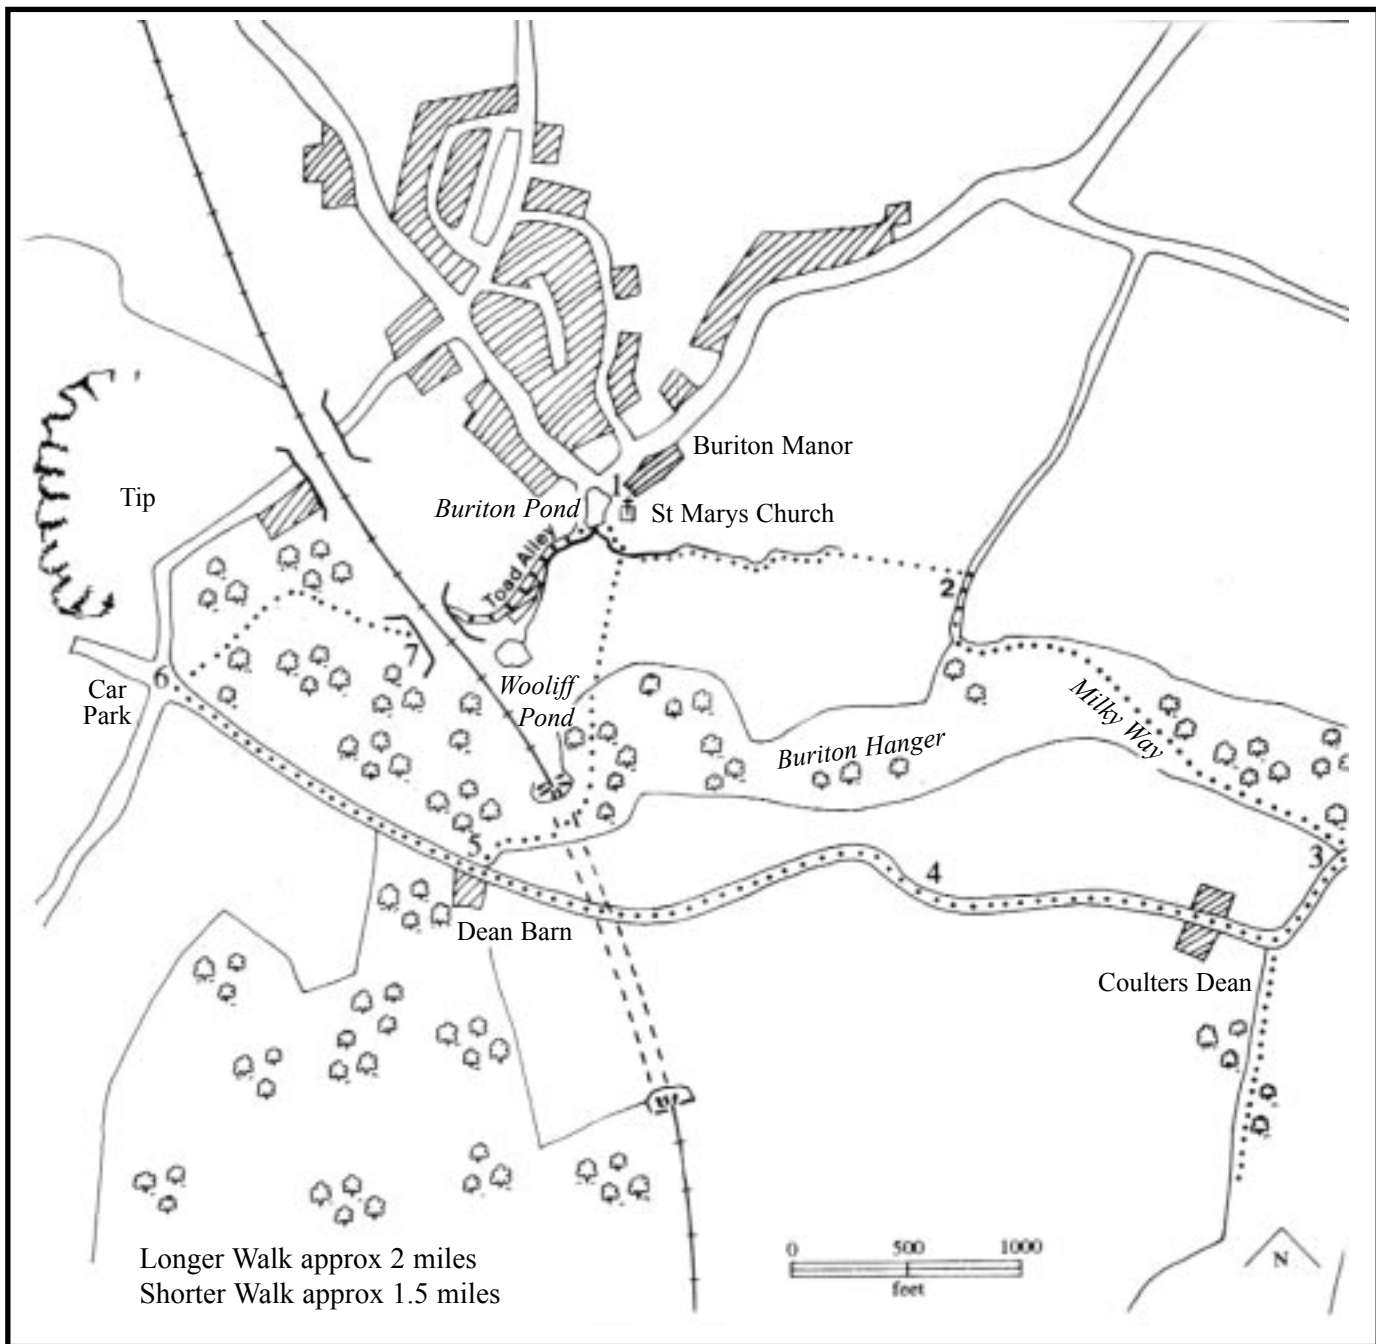 Buriton Manor
1
Tip
Buriton Pond
St Marys Church
Toad Alley
2
7
6
Car
Park
Wooliff
Pond
Milky Way
Buriton Hanger
5
4
3
Dean Barn
Coulters Dean
Longer Walk approx 2 miles
Shorter Walk approx 1.5 miles
0 500 1000
feet
N